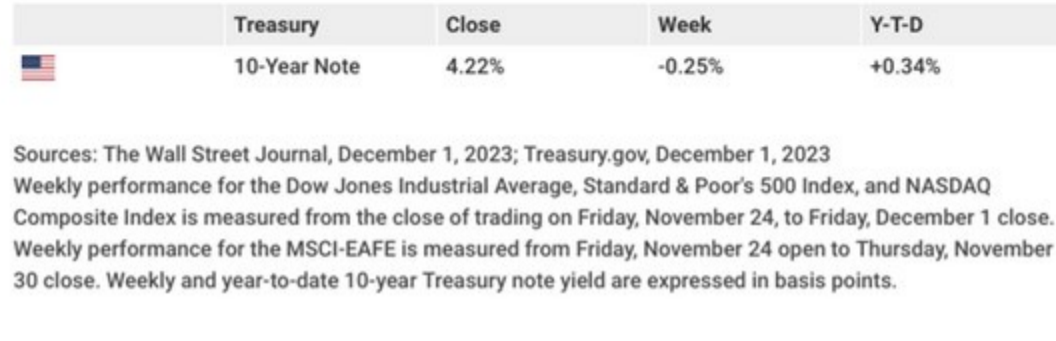 Treasury Close Week Y-T-D
10-Year Note 4.22% -0.25% +0.34%
Sources: The Wall Street Journal, December 1, 2023; Treasury.gov, December 1, 2023
Weekly performance for the Dow Jones Industrial Average, Standard & Poor's 500 Index, and NASDAQ
Composite Index is measured from the close of trading on Friday, November 24, to Friday, December 1 close.
Weekly performance for the MSCI-EAFE is measured from Friday, November 24 open to Thursday, November
30 close. Weekly and year-to-date 10-year Treasury note yield are expressed in basis points.